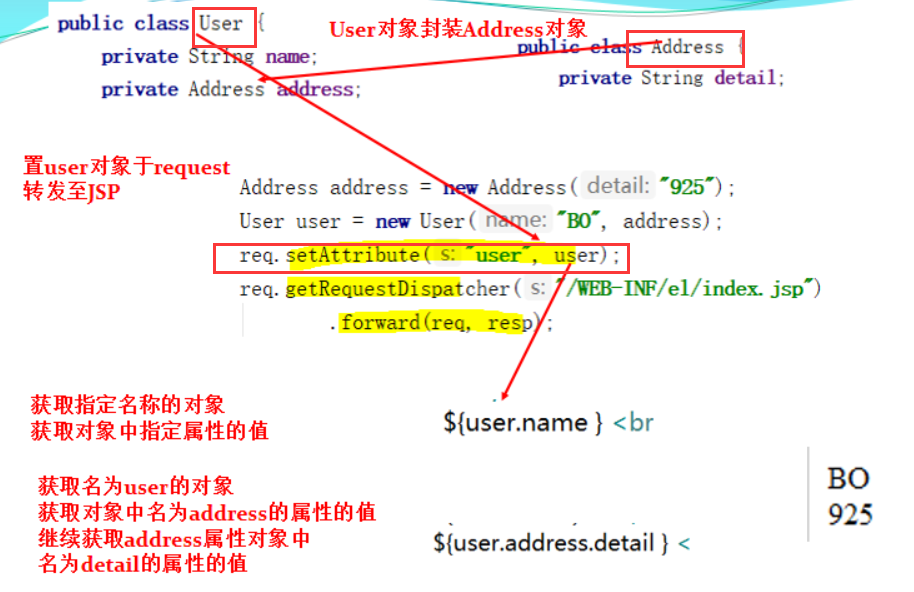 public class User {
private String name;
private Address address;
User对象封装Address对象
public class Address {
private String detail;
置user对象于request
转发至JSP
Address address = new Address( detail: "925");
User user = new User( name: "BO", address);
req.setAttribute( s: "user", user);
req.getRequestDispatcher( s: "/WEB-INF/el/index.jsp")
.forward(req, resp);
获取指定名称的对象
获取对象中指定属性的值
${user.name } <br
获取名为user的对象
获取对象中名为address的属性的值
继续获取address属性对象中
名为detail的属性的值
${user.address.detail } <
BO
925